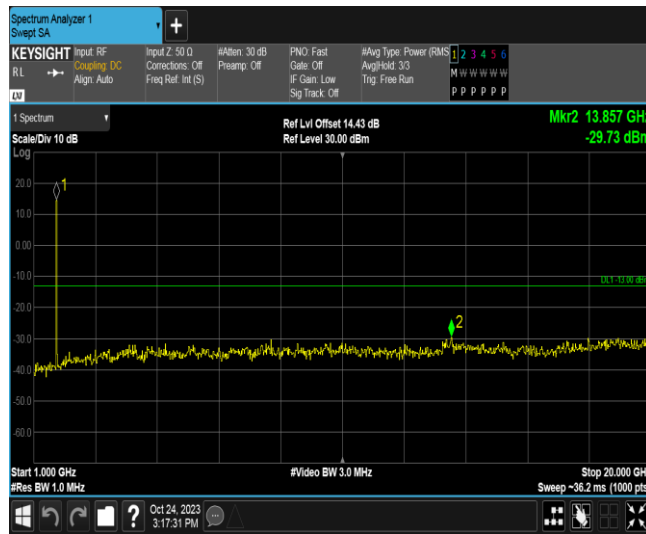 Spectrum Analyzer 1
Swept SA
+
KEYSIGHT
RL
LXI
Input: RF
Coupling: DC
Align: Auto
Input Z: 50 Ω
Corrections: Off
Freq Ref: Int (S)
#Atten: 30 dB
Preamp: Off
PNO: Fast
Gate: Off
IF Gain: Low
Sig Track: Off
#Avg Type: Power (RMS
Avg|Hold: 3/3
Trig: Free Run
1 2 3 4 5 6
M W W W W W
P P P P P P
1 Spectrum
Scale/Div 10 dB
Log
Ref Lvl Offset 14.43 dB
Ref Level 30.00 dBm
Mkr2 13.857 GHz
-29.73 dBm
20.0
10.0
0.00
-10.0
-20.0
-30.0
-40.0
-50.0
-60.0
1
2
DL1 -13.00 dBm
Start 1.000 GHz
#Res BW 1.0 MHz
#Video BW 3.0 MHz
Stop 20.000 GH
Sweep ~36.2 ms (1000 pts
?
Oct 24, 2023
3:17:31 PM